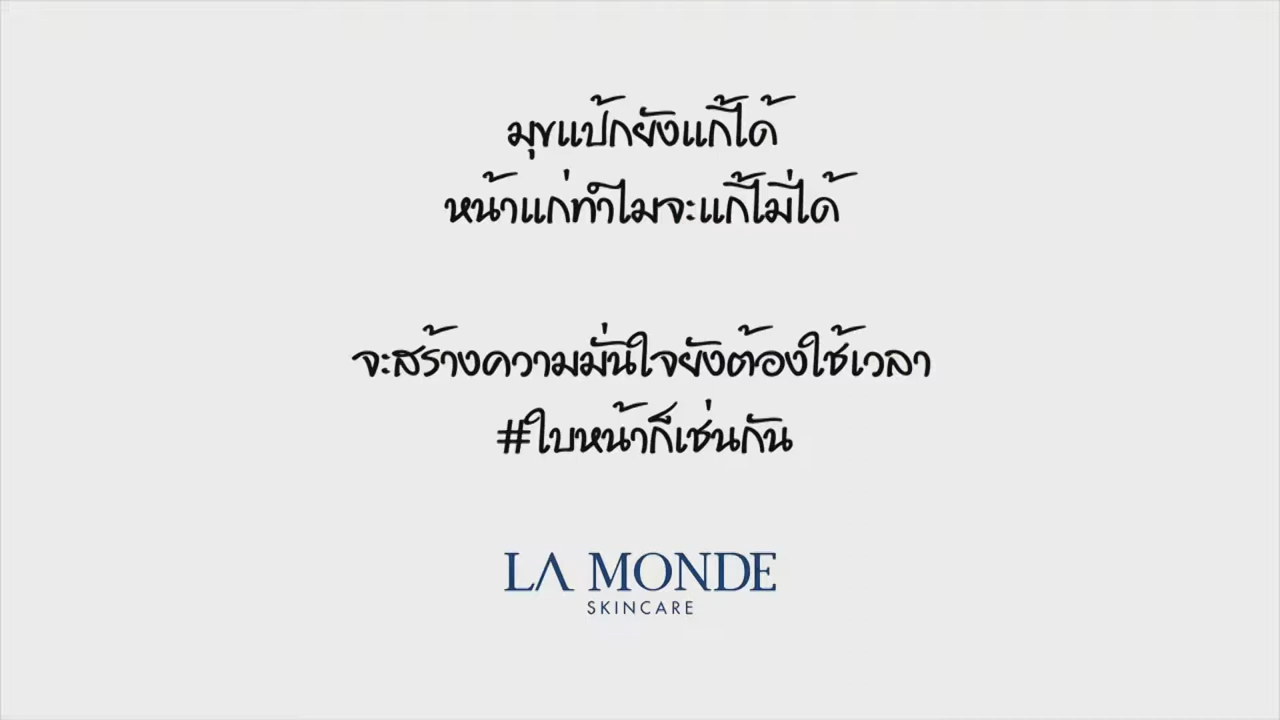 มุขแป้กยังแก้ได้
หน้าแก่ทำไมจะแก้ไม่ได้
จะสร้างความมั่นใจยังต้องใช้เวลา
#ใบหน้าก็เช่นกัน
LA MONDE
SKINCARE